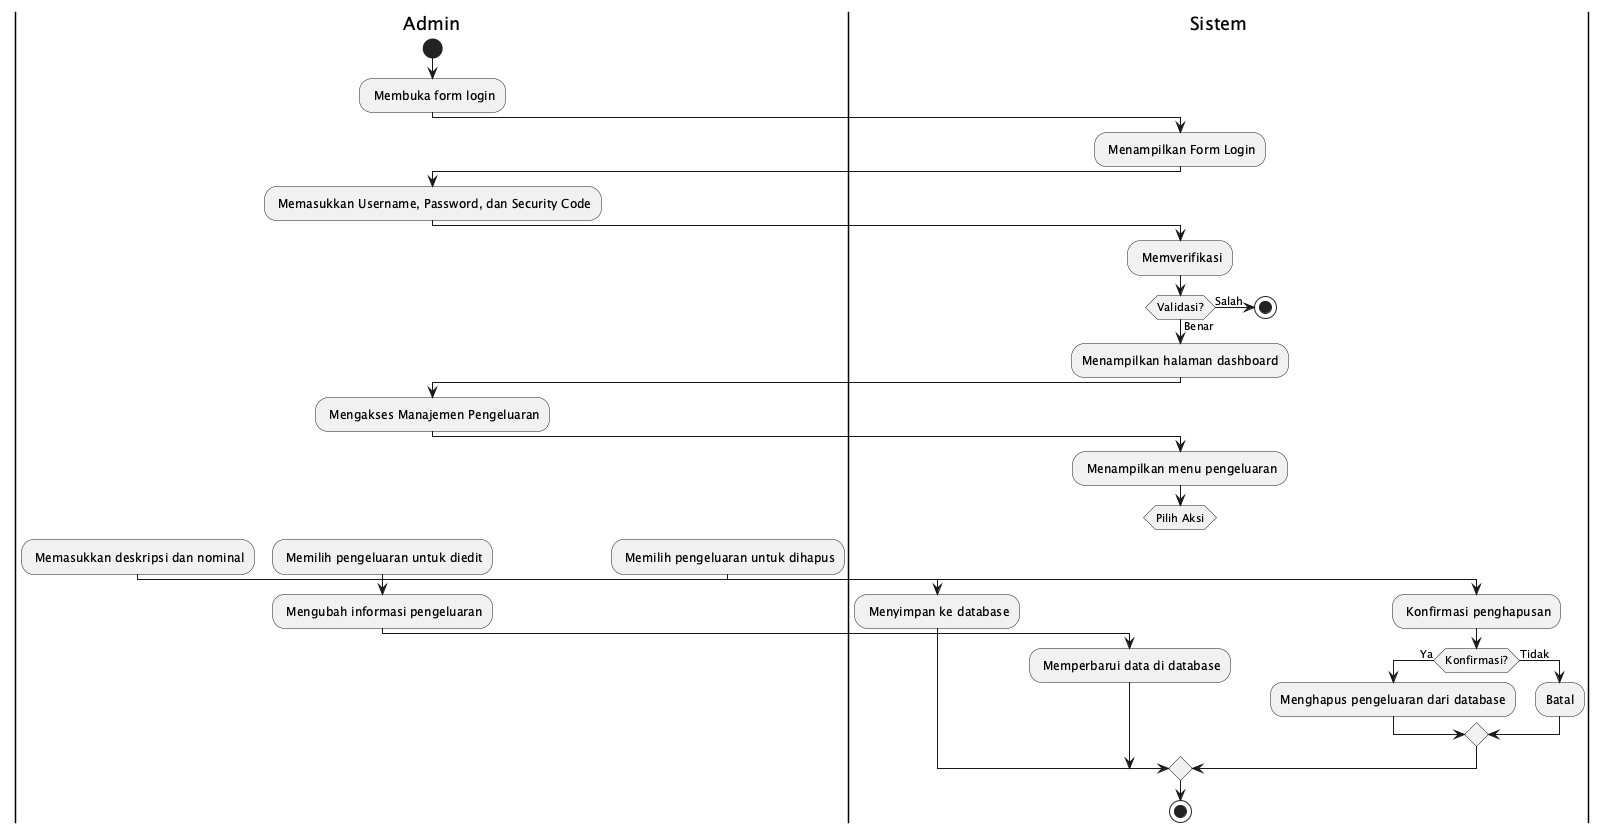 Admin
Sistem
Membuka form login
Menampilkan Form Login
Memasukkan Username, Password, dan Security Code
Memverifikasi
Validasi?
Salah
Benar
Menampilkan halaman dashboard
Mengakses Manajemen Pengeluaran
Menampilkan menu pengeluaran
Pilih Aksi
Memasukkan deskripsi dan nominal
Memilih pengeluaran untuk diedit
Memilih pengeluaran untuk dihapus
Mengubah informasi pengeluaran
Menyimpan ke database
Konfirmasi penghapusan
Memperbarui data di database
Ya
Konfirmasi?
Tidak
Menghapus pengeluaran dari database
Batal